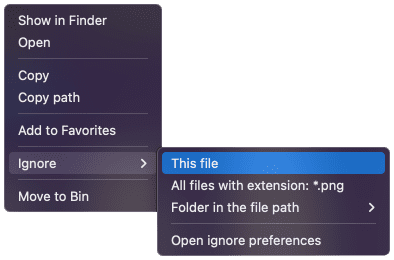 Show in Finder
Open
Copy
Copy path
Add to Favorites
Ignore
Move to Bin
This file
All files with extension: *.png
Folder in the file path
Open ignore preferences